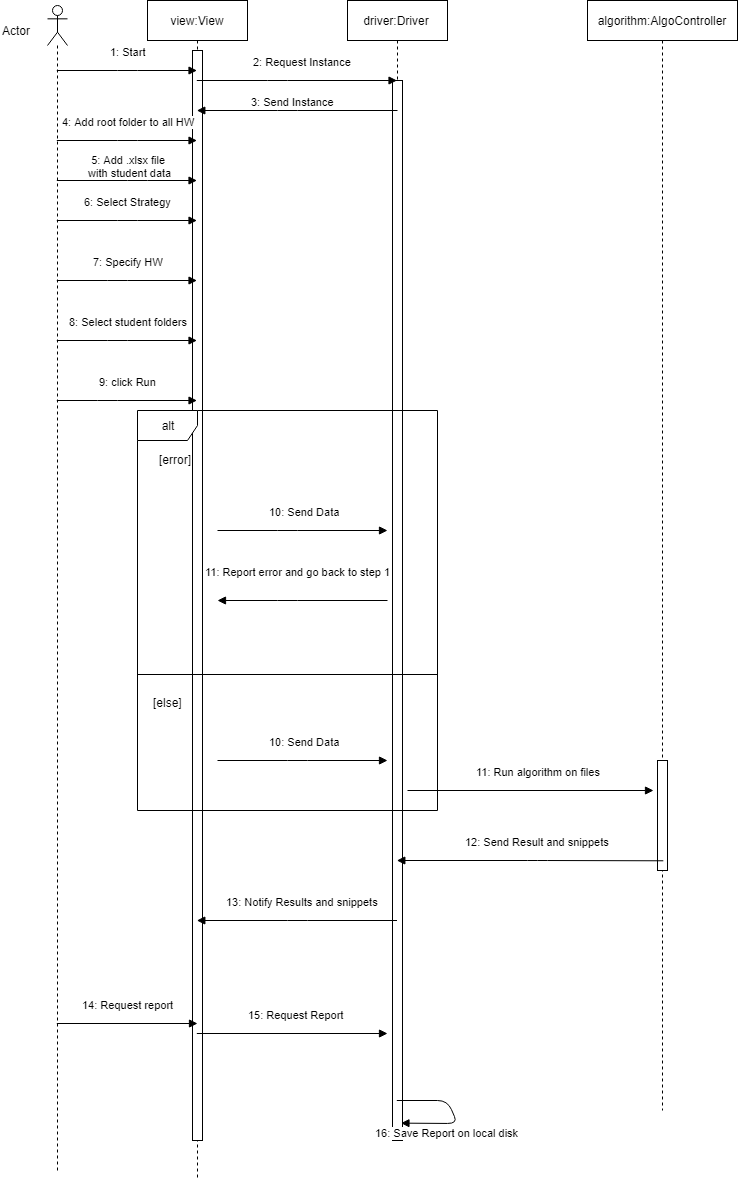 Actor
view:View
driver:Driver
algorithm:AlgoController
1: Start
2: Request Instance
3: Send Instance
4: Add root folder to all HW
5: Add .xlsx file
with student data
6: Select Strategy
7: Specify HW
8: Select student folders
9: click Run
alt
[error]
10: Send Data
11: Report error and go back to step 1
[else]
10: Send Data
11: Run algorithm on files
12: Send Result and snippets
13: Notify Results and snippets
14: Request report
15: Request Report
16: Save Report on local disk